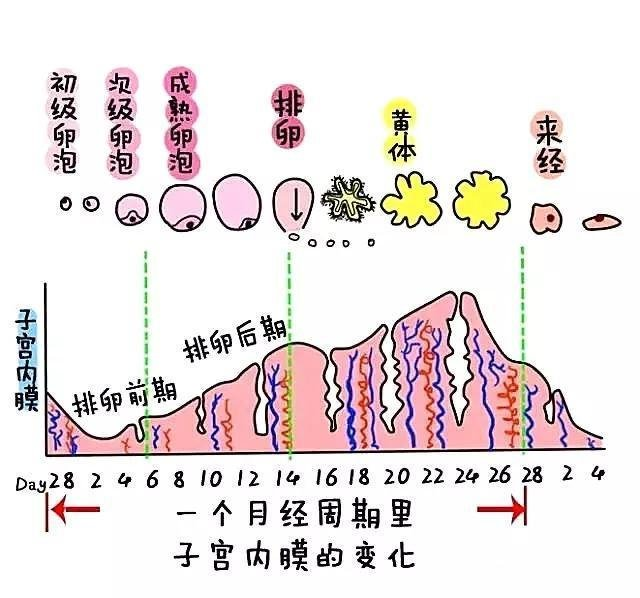 初级卵泡
次级卵泡
成熟卵泡
排卵
黄体
来经
子宫内膜
排卵前期
排卵后期
Day 28 2 4 6 8 10 12 14 16 18 20 22 24 26 28 2 4
一个月经周期里
子宫内膜的变化